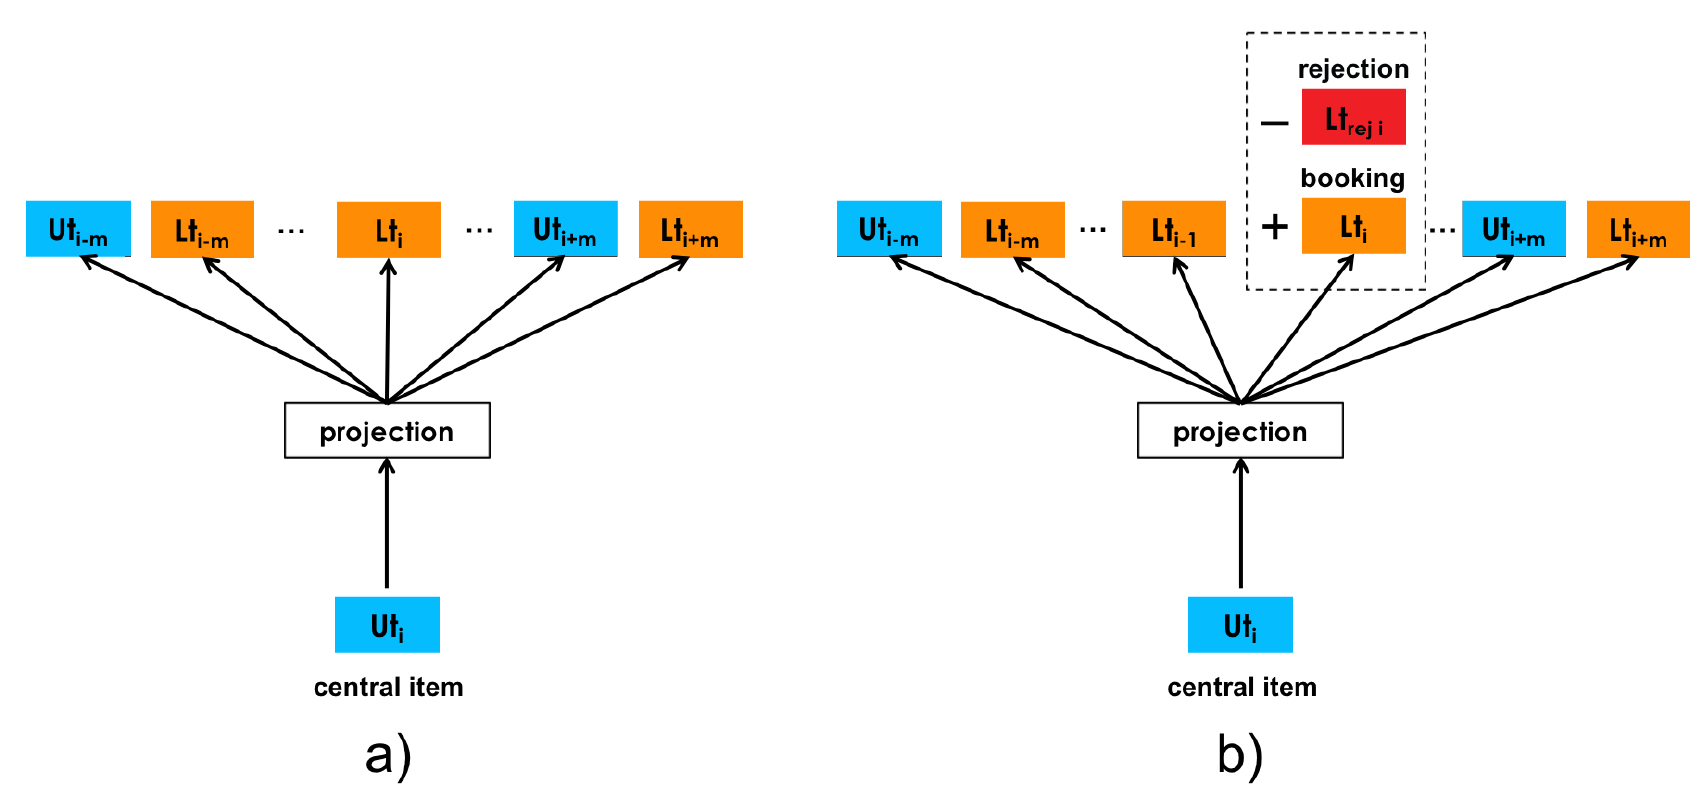 Ut_{i-m} Lt_{i-m} ... Lt_i ... Ut_{i+m} Lt_{i+m}
projection
Ut_i
central item
a)
rejection
− Lt_{rej i}
booking
Ut_{i-m} Lt_{i-m} ... Lt_{i-1} + Lt_i ... Ut_{i+m} Lt_{i+m}
projection
Ut_i
central item
b)